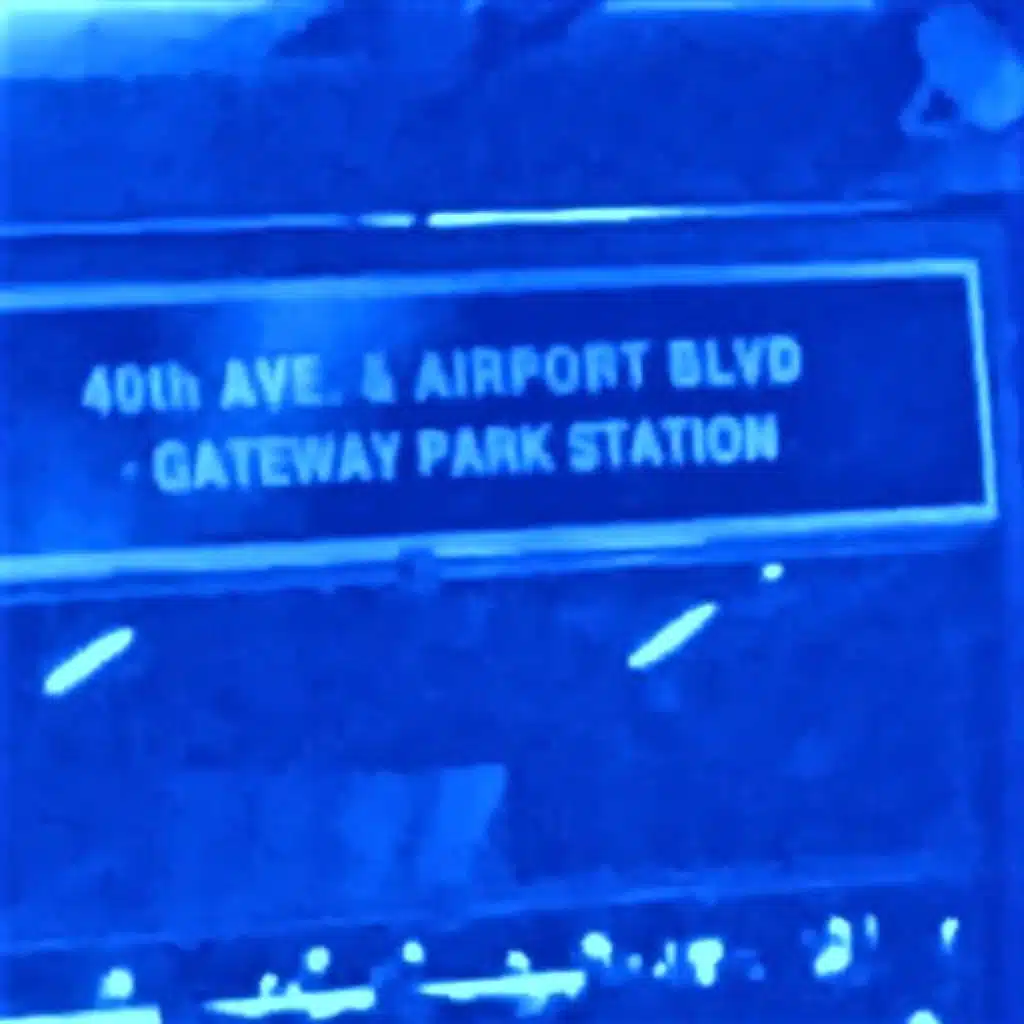 40th AVE. & AIRPORT BLVD
GATEWAY PARK STATION